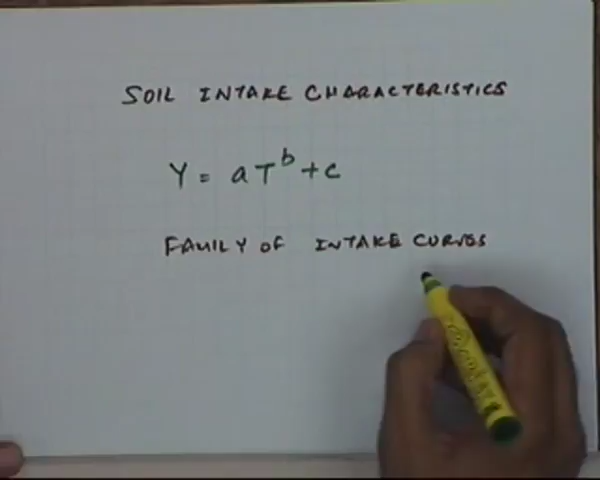 SOIL INTAKE CHARACTERISTICS
Y = aT^b + c
FAMILY OF INTAKE CURVES